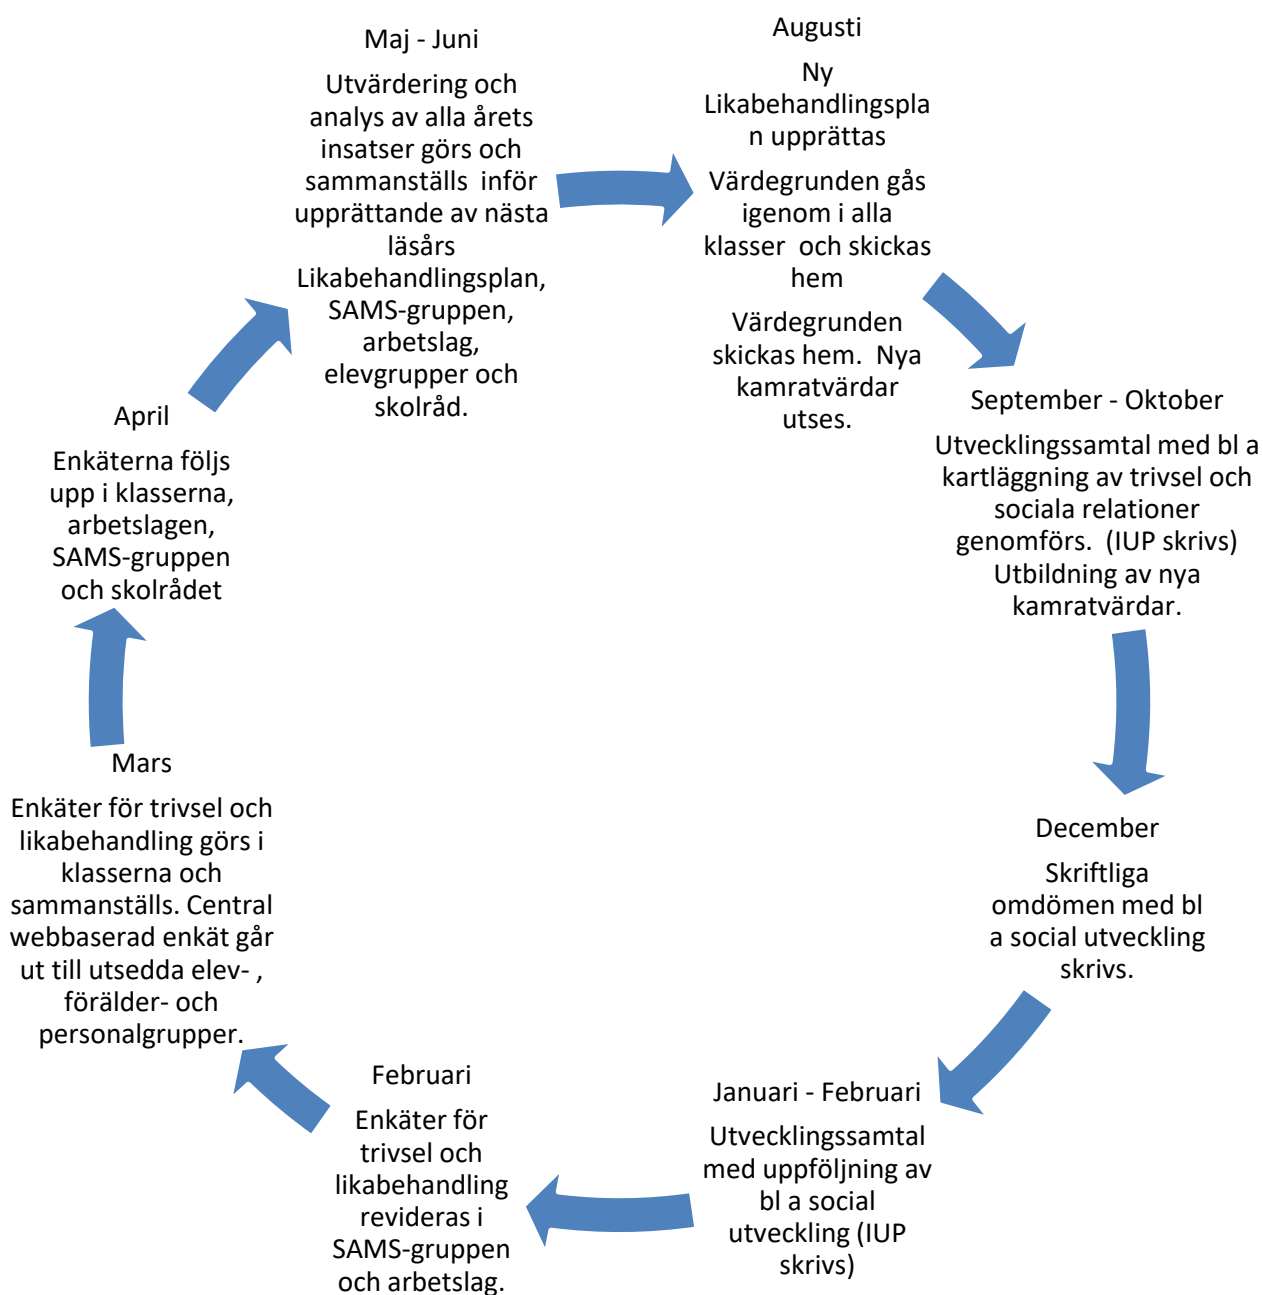 Augusti
Ny
Likabehandlingspla
n upprättas
Värdegrunden gås
igenom i alla
klasser och skickas
hem
Värdegrunden
skickas hem. Nya
kamratvärdar
utses.
September - Oktober
Utvecklingssamtal med bl a
kartläggning av trivsel och
sociala relationer
genomförs. (IUP skrivs)
Utbildning av nya
kamratvärdar.
December
Skriftliga
omdömen med bl
a social utveckling
skrivs.
Januari - Februari
Utvecklingssamtal
med uppföljning av
bl a social
utveckling (IUP
skrivs)
Februari
Enkäter för
trivsel och
likabehandling
revideras i
SAMS-gruppen
och arbetslag.
Mars
Enkäter för trivsel och
likabehandling görs i
klasserna och
sammanställs. Central
webbaserad enkät går
ut till utsedda elev- ,
förälder- och
personalgrupper.
April
Enkäterna följs
upp i klasserna,
arbetslagen,
SAMS-gruppen
och skolrådet
Maj - Juni
Utvärdering och
analys av alla årets
insatser görs och
sammanställs inför
upprättande av nästa
läsårs
Likabehandlingsplan,
SAMS-gruppen,
arbetslag,
elevgrupper och
skolråd.